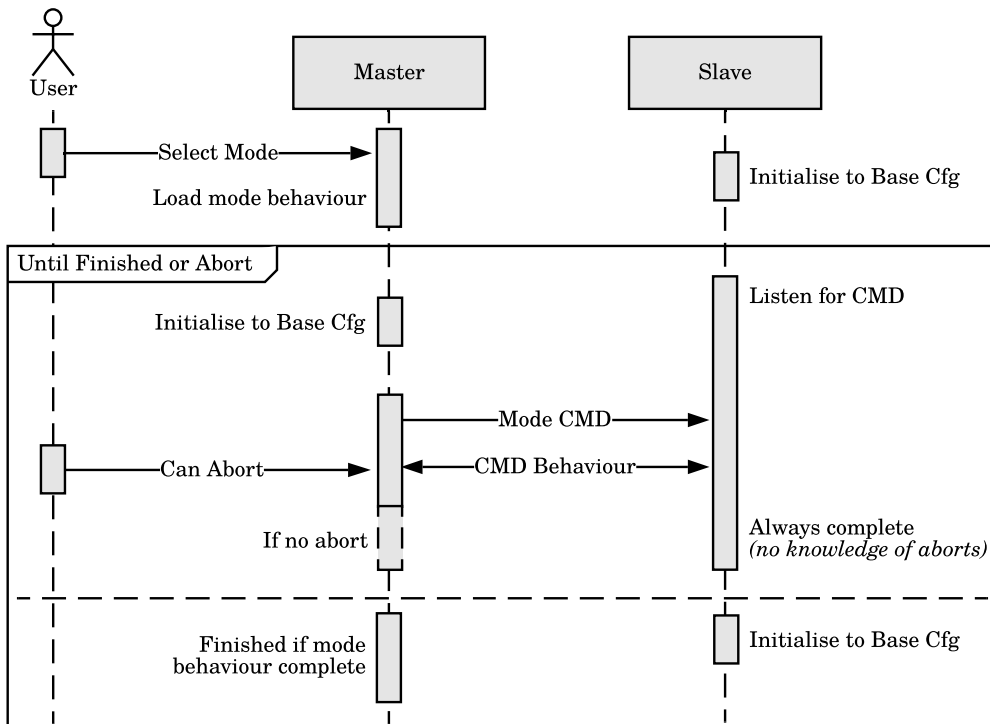 User
Master
Slave
Select Mode
Initialise to Base Cfg
Load mode behaviour
Until Finished or Abort
Listen for CMD
Initialise to Base Cfg
Mode CMD
Can Abort
CMD Behaviour
If no abort
Always complete
(no knowledge of aborts)
Finished if mode
behaviour complete
Initialise to Base Cfg